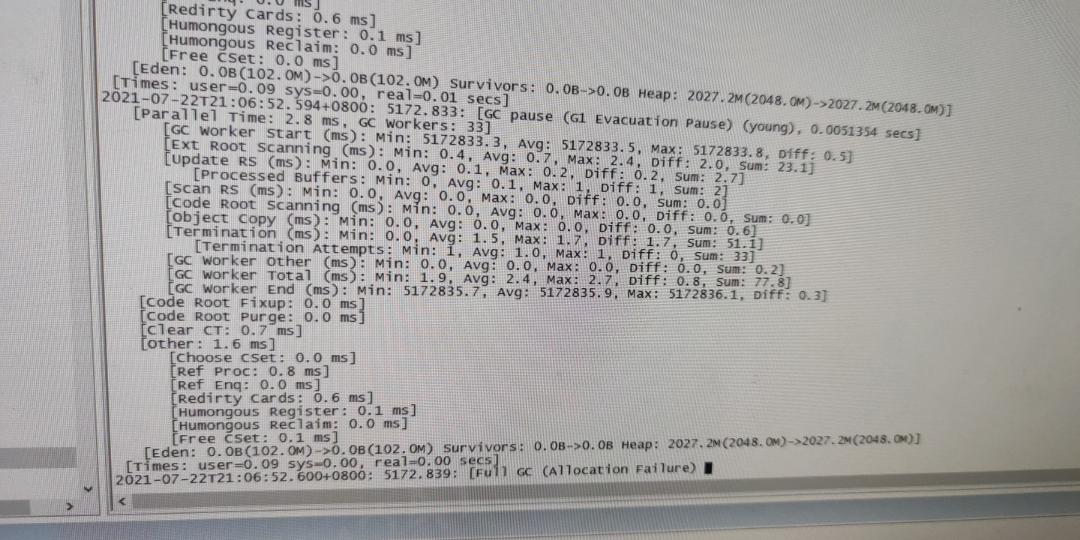 [Redirty Cards: 0.6 ms]
[Humongous Register: 0.1 ms]
[Humongous Reclaim: 0.0 ms]
[Free CSet: 0.0 ms]
[Eden: 0.0B(102.0M)->0.0B(102.0M) Survivors: 0.0B->0.0B Heap: 2027.2M(2048.0M)->2027.2M(2048.0M)]
[Times: user=0.09 sys=0.00, real=0.01 secs]
2021-07-22T21:06:52.594+0800: 5172.833: [GC pause (G1 Evacuation Pause) (young), 0.0051354 secs]
[Parallel Time: 2.8 ms, GC Workers: 33]
[GC Worker Start (ms): Min: 5172833.3, Avg: 5172833.5, Max: 5172833.8, Diff: 0.5]
[Ext Root Scanning (ms): Min: 0.4, Avg: 0.7, Max: 2.4, Diff: 2.0, Sum: 23.1]
[Update RS (ms): Min: 0.0, Avg: 0.1, Max: 0.2, Diff: 0.2, Sum: 2.7]
[Processed Buffers: Min: 0, Avg: 0.1, Max: 1, Diff: 1, Sum: 2]
[Scan RS (ms): Min: 0.0, Avg: 0.0, Max: 0.0, Diff: 0.0, Sum: 0.0]
[Code Root Scanning (ms): Min: 0.0, Avg: 0.0, Max: 0.0, Diff: 0.0, Sum: 0.0]
[Object Copy (ms): Min: 0.0, Avg: 0.0, Max: 0.0, Diff: 0.0, Sum: 0.6]
[Termination (ms): Min: 0.0, Avg: 1.5, Max: 1.7, Diff: 1.7, Sum: 51.1]
[Termination Attempts: Min: 1, Avg: 1.0, Max: 1, Diff: 0, Sum: 33]
[GC Worker Other (ms): Min: 0.0, Avg: 0.0, Max: 0.0, Diff: 0.0, Sum: 0.2]
[GC Worker Total (ms): Min: 1.9, Avg: 2.4, Max: 2.7, Diff: 0.8, Sum: 77.8]
[GC Worker End (ms): Min: 5172835.7, Avg: 5172835.9, Max: 5172836.1, Diff: 0.3]
[Code Root Fixup: 0.0 ms]
[Code Root Purge: 0.0 ms]
[Clear CT: 0.7 ms]
[Other: 1.6 ms]
[Choose CSet: 0.0 ms]
[Ref Proc: 0.8 ms]
[Ref Enq: 0.0 ms]
[Redirty Cards: 0.6 ms]
[Humongous Register: 0.1 ms]
[Humongous Reclaim: 0.0 ms]
[Free CSet: 0.1 ms]
[Eden: 0.0B(102.0M)->0.0B(102.0M) Survivors: 0.0B->0.0B Heap: 2027.2M(2048.0M)->2027.2M(2048.0M)]
[Times: user=0.09 sys=0.00, real=0.00 secs]
2021-07-22T21:06:52.600+0800: 5172.839: [Full GC (Allocation Failure)